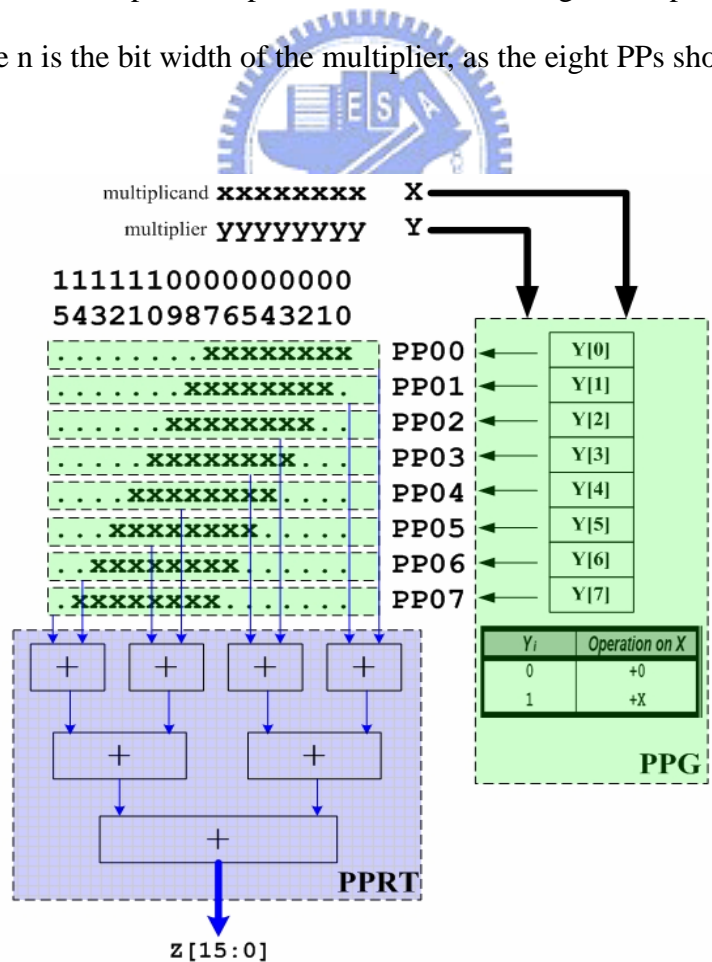 e n is the bit width of the multiplier, as the eight PPs sho
E S A
multiplicand xxxxxxxx X
multiplier yyyyyyyy Y
1111110000000000
5432109876543210
........xxxxxxxx PP00 Y[0]
.......xxxxxxxx. PP01 Y[1]
......xxxxxxxx.. PP02 Y[2]
.....xxxxxxxx... PP03 Y[3]
....xxxxxxxx.... PP04 Y[4]
...xxxxxxxx..... PP05 Y[5]
..xxxxxxxx...... PP06 Y[6]
.xxxxxxxx....... PP07 Y[7]
Yi Operation on X
0 +0
1 +X
PPG
+ + + +
+ +
+
PPRT
Z[15:0]